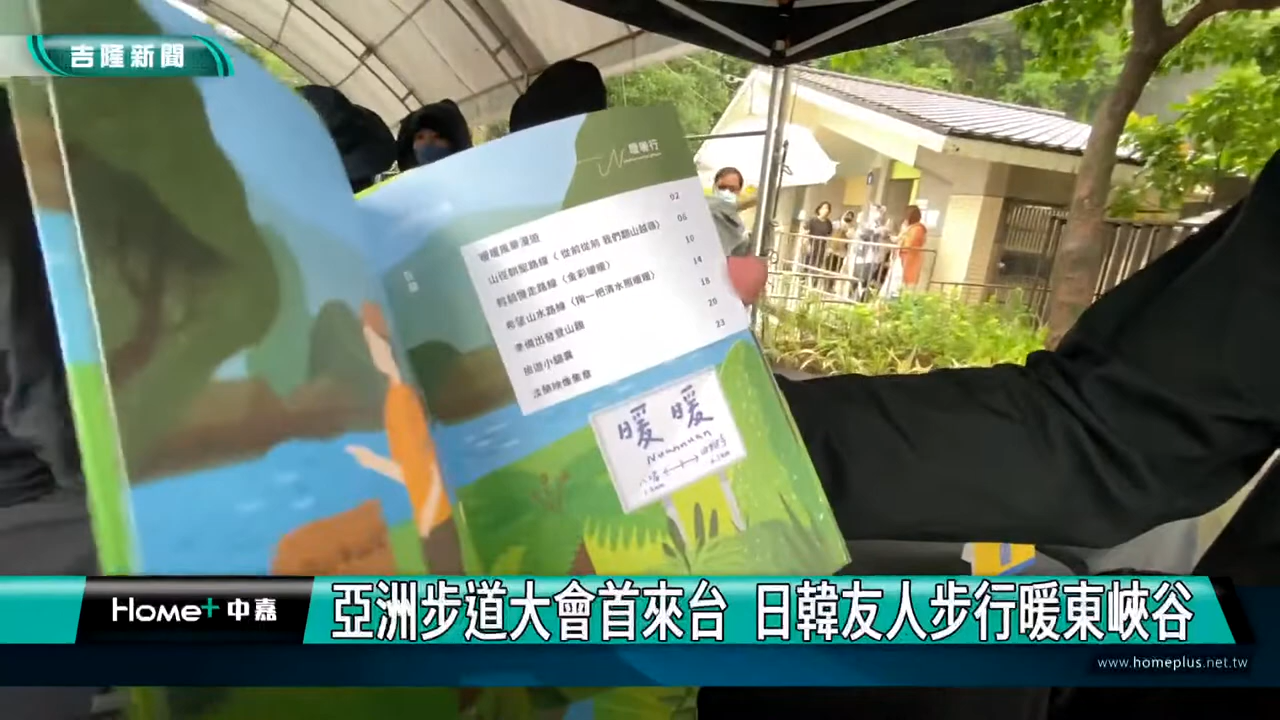 吉隆新聞
暖暖行
02
暖暖風華漫遊 06
山徑朝聖路線〈從前從前 我們翻山越嶺〉 10
輕鬆慢走路線〈金彩暖暖〉 14
希望山水路線〈掬一把清水照暖暖〉 18
準備出發登山趣 20
旅遊小錦囊 23
淡蘭映像集章
目錄
暖暖
Nuannuan
Home+中嘉
亞洲步道大會首來台 日韓友人步行暖東峽谷
www.homeplus.net.tw